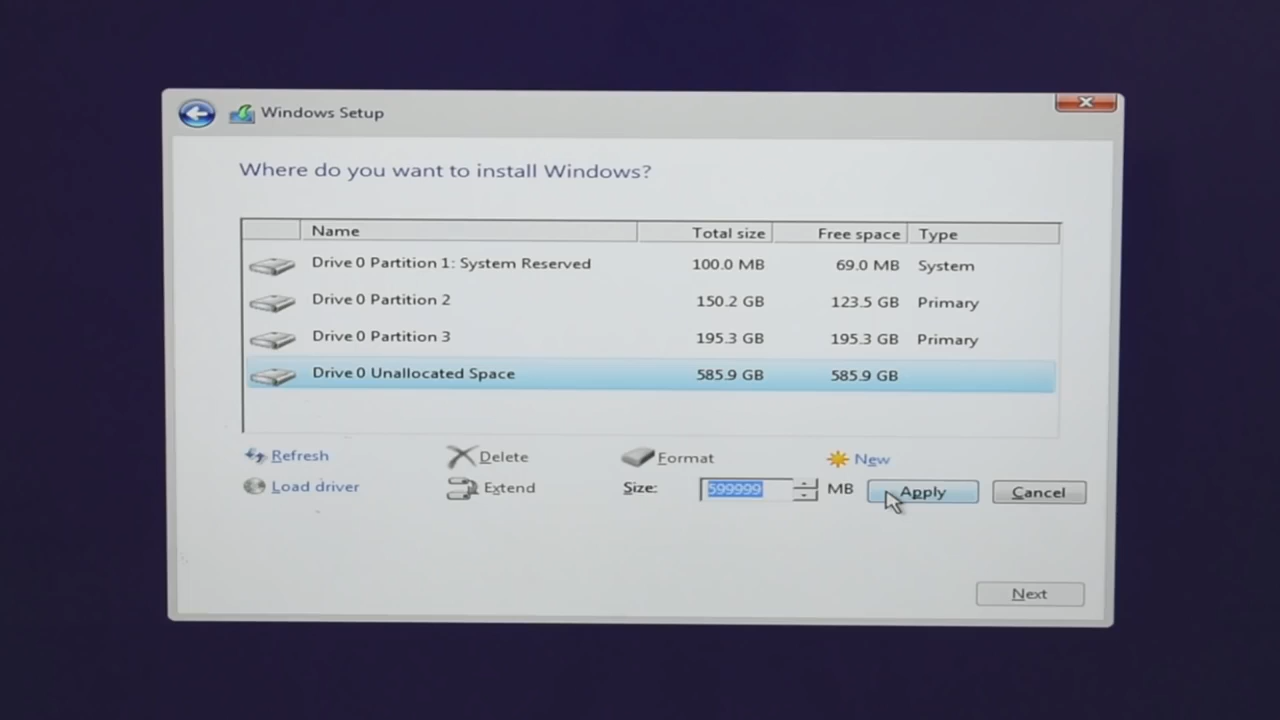 Windows Setup
Where do you want to install Windows?
Name Total size Free space Type
Drive 0 Partition 1: System Reserved 100.0 MB 69.0 MB System
Drive 0 Partition 2 150.2 GB 123.5 GB Primary
Drive 0 Partition 3 195.3 GB 195.3 GB Primary
Drive 0 Unallocated Space 585.9 GB 585.9 GB
Refresh Delete Format New
Load driver Extend Size: 599999 MB Apply Cancel
Next